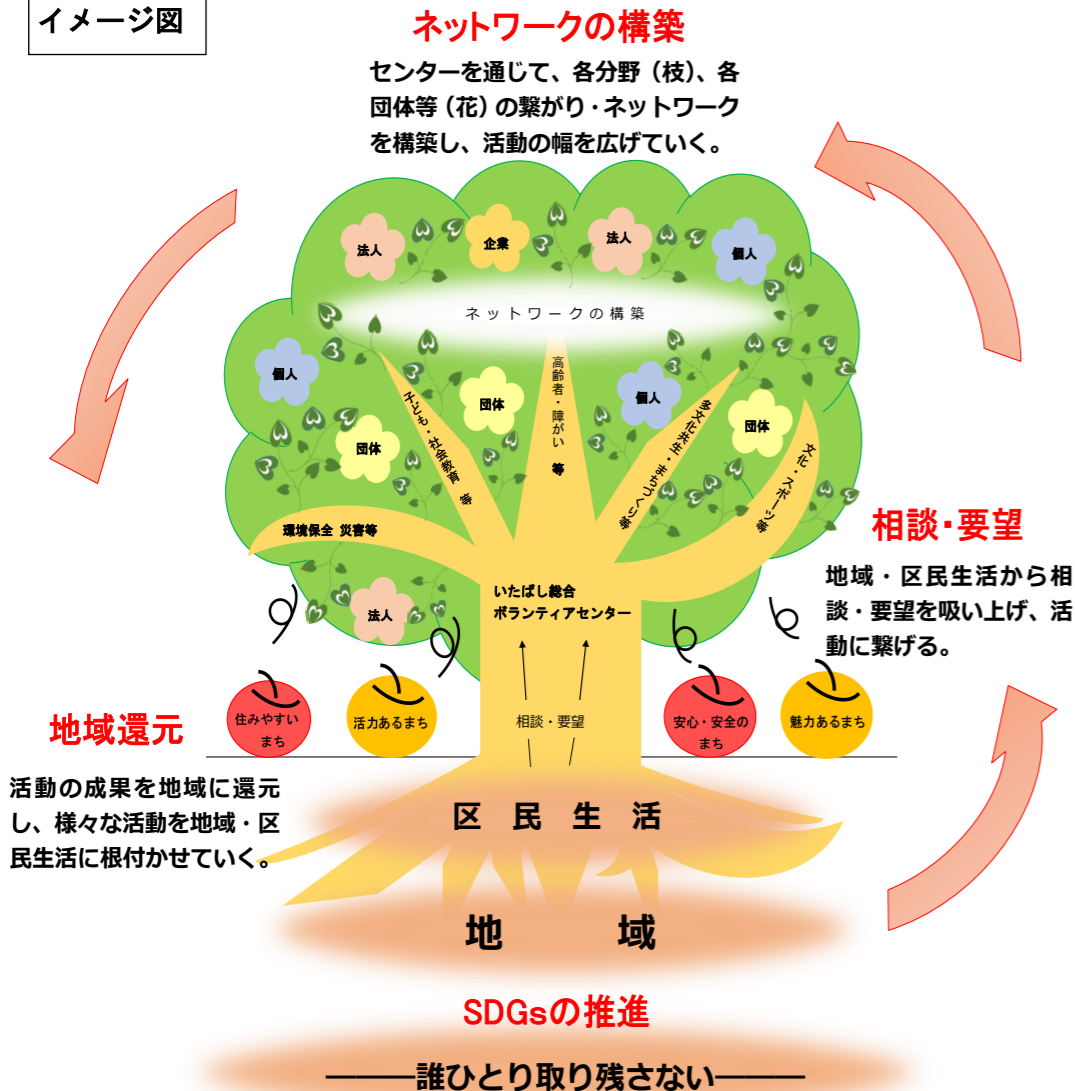 イメージ図
ネットワークの構築
センターを通じて、各分野（枝）、各
団体等（花）の繋がり・ネットワーク
を構築し、活動の幅を広げていく。
法人
企業
法人
個人
ネットワークの構築
個人
団体
子ども・社会教育 等
団体
高齢者・障がい 等
個人
多文化共生・まちづくり等
団体
文化・スポーツ等
環境保全 災害等
法人
いたばし総合
ボランティアセンター
相談・要望
相談・要望
地域・区民生活から相
談・要望を吸い上げ、活
動に繋げる。
住みやすい
まち
活力あるまち
安心・安全の
まち
魅力あるまち
地域還元
活動の成果を地域に還元
し、様々な活動を地域・区
民生活に根付かせていく。
区民生活
地域
SDGsの推進
―――誰ひとり取り残さない―――